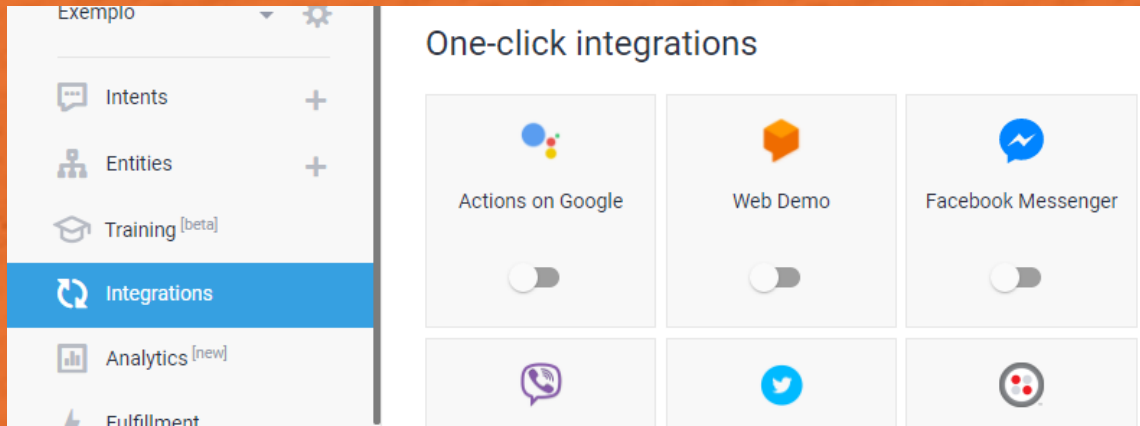 Exemplo
Intents
Entities
Training [beta]
Integrations
Analytics [new]
Fulfillment
One-click integrations
Actions on Google
Web Demo
Facebook Messenger